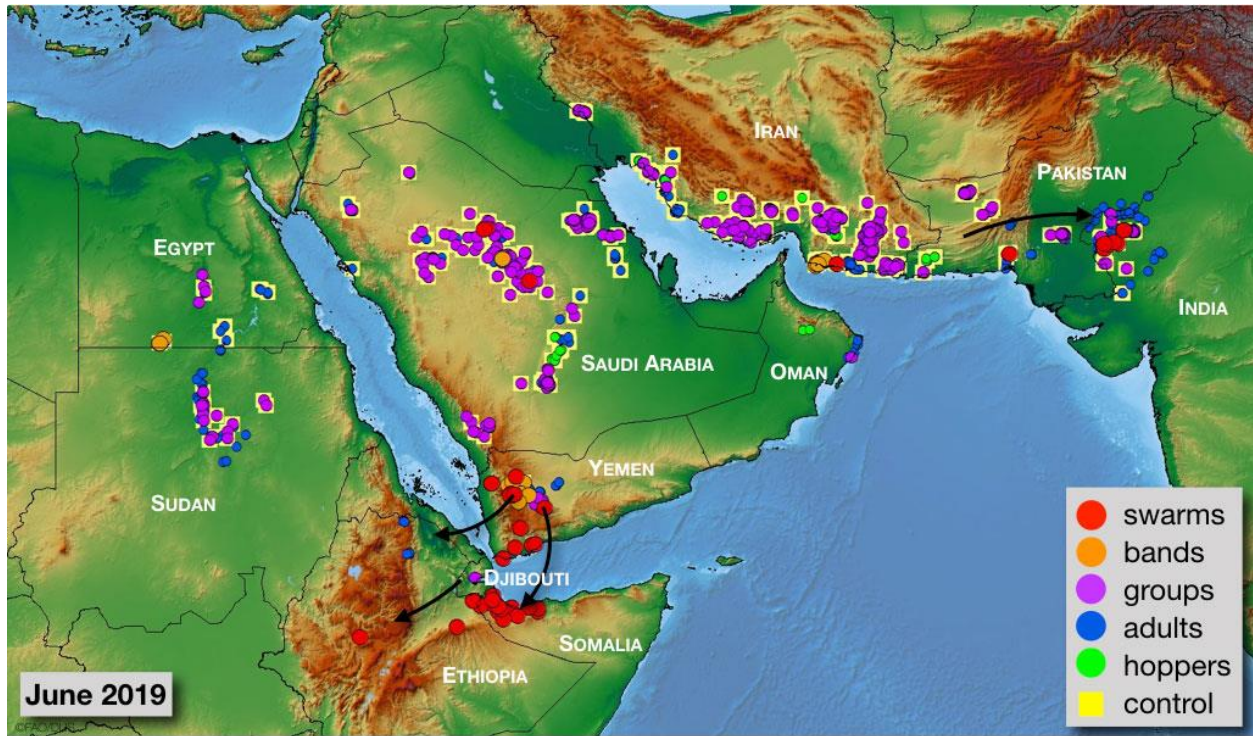 IRAN
PAKISTAN
EGYPT
INDIA
SAUDI ARABIA
OMAN
YEMEN
SUDAN
DJIBOUTI
SOMALIA
ETHIOPIA
swarms
bands
groups
adults
hoppers
control
June 2019